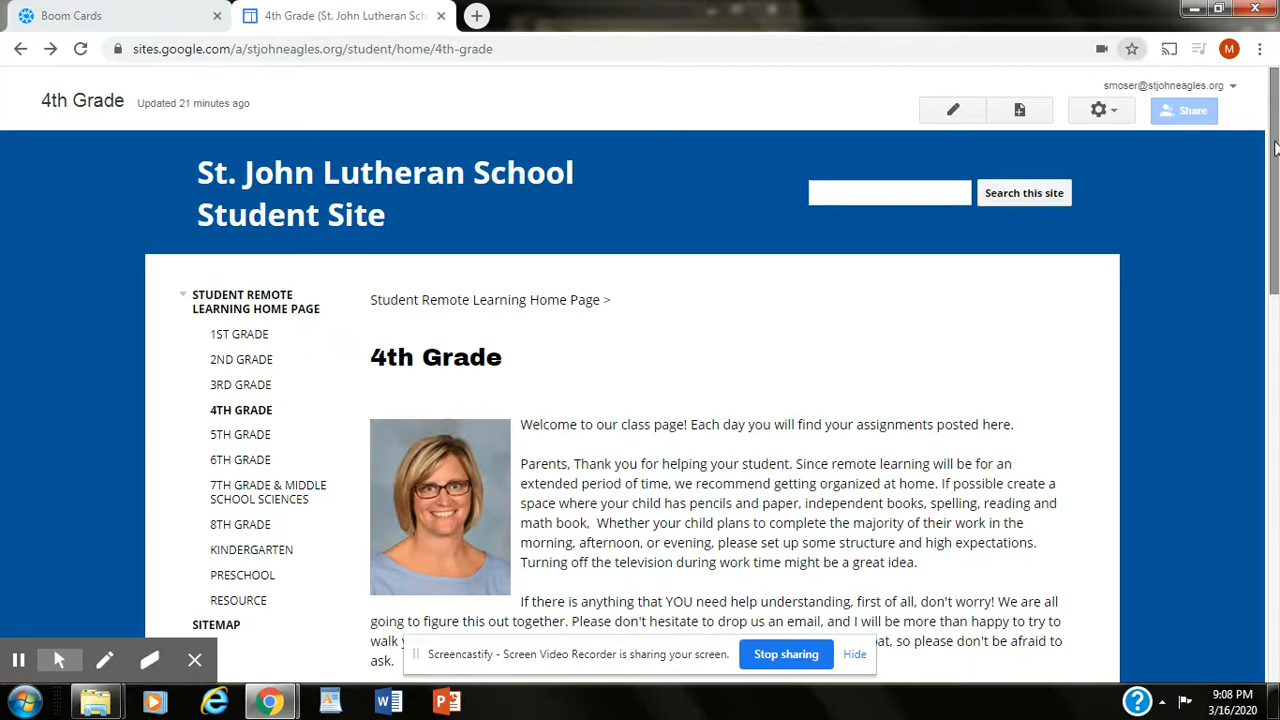 Boom Cards
4th Grade (St. John Lutheran Sch
sites.google.com/a/stjohneagles.org/student/home/4th-grade
M
4th Grade Updated 21 minutes ago
smoser@stjohneagles.org
Share
St. John Lutheran School
Student Site
Search this site
STUDENT REMOTE
LEARNING HOME PAGE
1ST GRADE
2ND GRADE
3RD GRADE
4TH GRADE
5TH GRADE
6TH GRADE
7TH GRADE & MIDDLE
SCHOOL SCIENCES
8TH GRADE
KINDERGARTEN
PRESCHOOL
RESOURCE
SITEMAP
Student Remote Learning Home Page >
4th Grade
Welcome to our class page! Each day you will find your assignments posted here.
Parents, Thank you for helping your student. Since remote learning will be for an
extended period of time, we recommend getting organized at home. If possible create a
space where your child has pencils and paper, independent books, spelling, reading and
math book,  Whether your child plans to complete the majority of their work in the
morning, afternoon, or evening, please set up some structure and high expectations.
Turning off the television during work time might be a great idea.
If there is anything that YOU need help understanding, first of all, don't worry! We are all
going to figure this out together. Please don't hesitate to drop us an email, and I will be more than happy to try to
walk so please don't be afraid to
ask.
Screencastify - Screen Video Recorder is sharing your screen.
Stop sharing
Hide
9:08 PM
3/16/2020